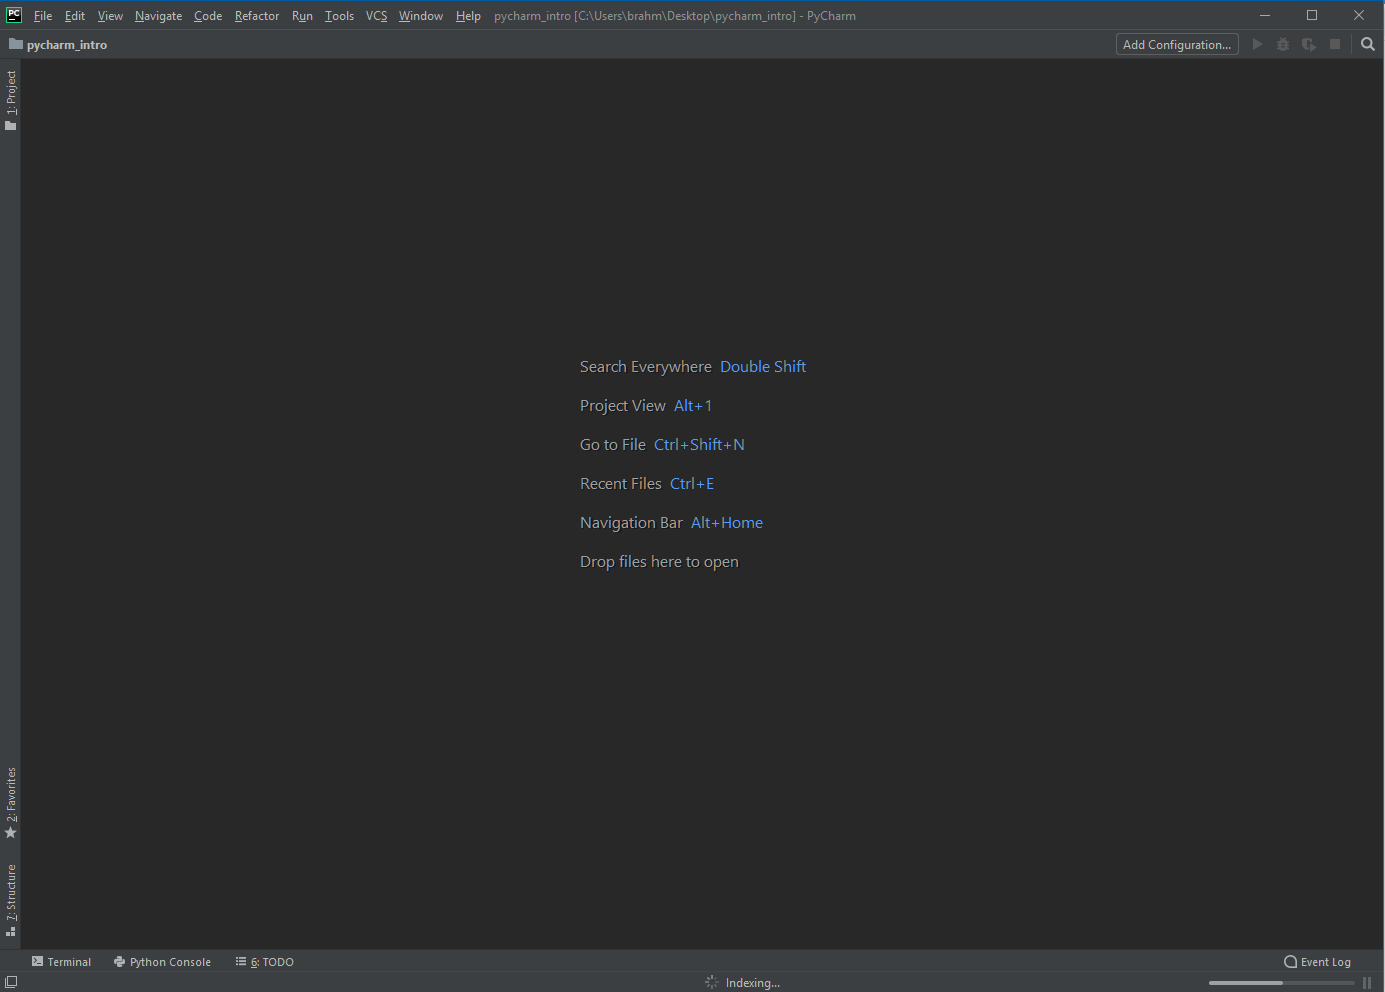 PC File Edit View Navigate Code Refactor Run Tools VCS Window Help pycharm_intro [C:\Users\brahm\Desktop\pycharm_intro] - PyCharm
pycharm_intro Add Configuration...
1: Project
Search Everywhere Double Shift
Project View Alt+1
Go to File Ctrl+Shift+N
Recent Files Ctrl+E
Navigation Bar Alt+Home
Drop files here to open
2: Favorites
7: Structure
Terminal Python Console 6: TODO Event Log
Indexing...